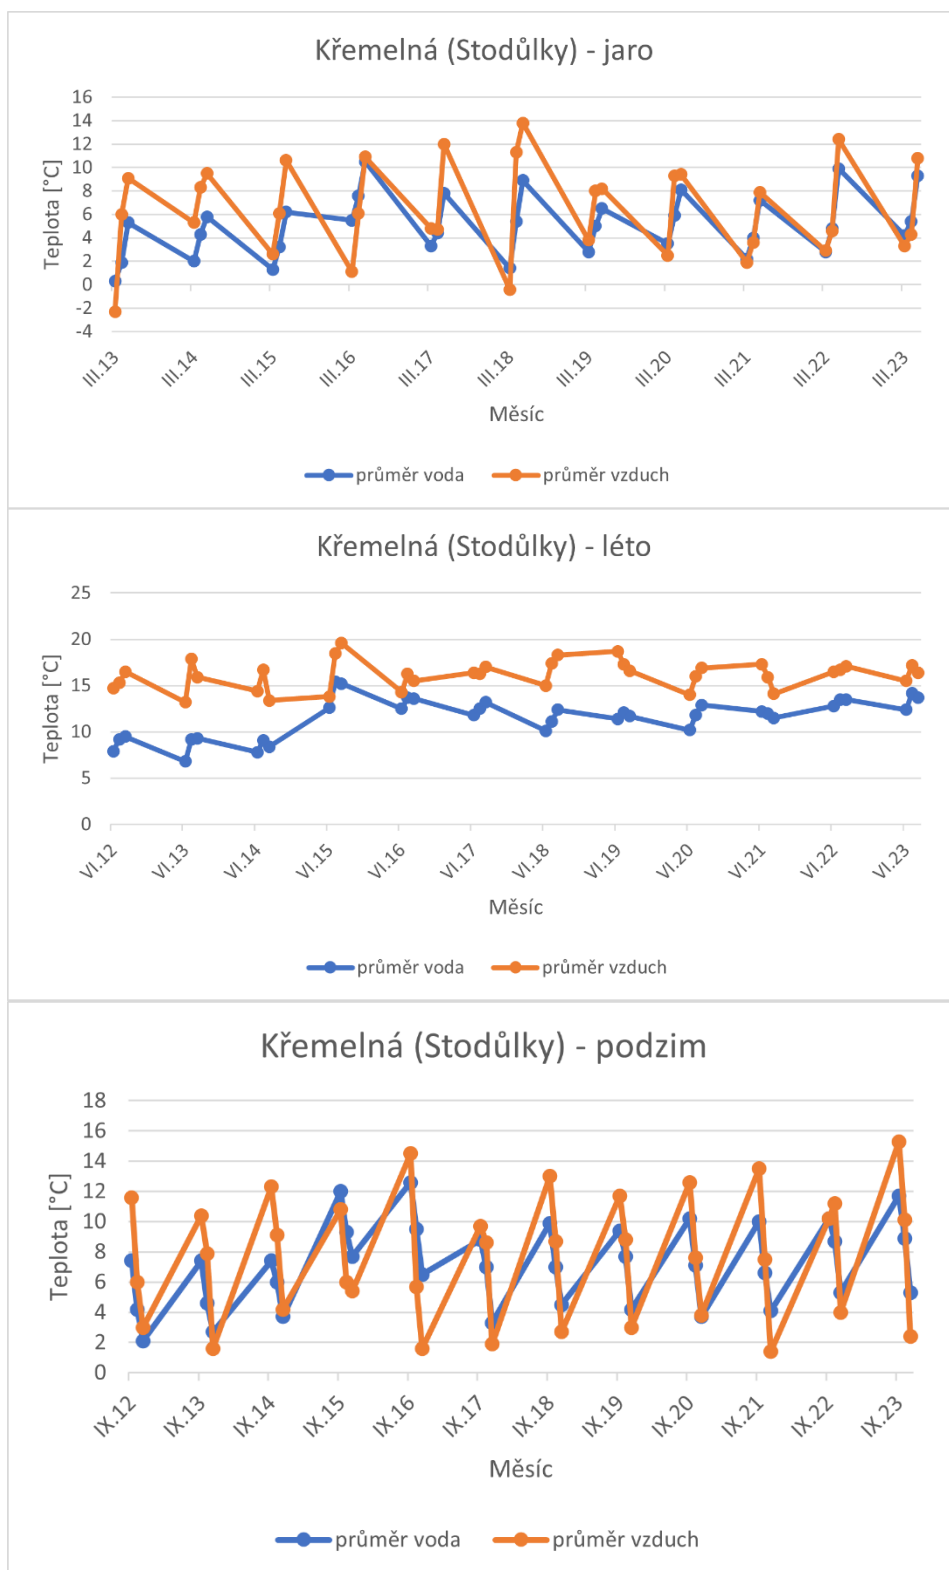 Křemelná (Stodůlky) - jaro
16
14
12
10
8
6
4
2
0
-2
-4
Teplota [°C]
III.13 III.14 III.15 III.16 III.17 III.18 III.19 III.20 III.21 III.22 III.23
Měsíc
průměr voda průměr vzduch
Křemelná (Stodůlky) - léto
25
20
15
10
5
0
Teplota [°C]
VI.12 VI.13 VI.14 VI.15 VI.16 VI.17 VI.18 VI.19 VI.20 VI.21 VI.22 VI.23
Měsíc
průměr voda průměr vzduch
Křemelná (Stodůlky) - podzim
18
16
14
12
10
8
6
4
2
0
Teplota [°C]
IX.12 IX.13 IX.14 IX.15 IX.16 IX.17 IX.18 IX.19 IX.20 IX.21 IX.22 IX.23
Měsíc
průměr voda průměr vzduch